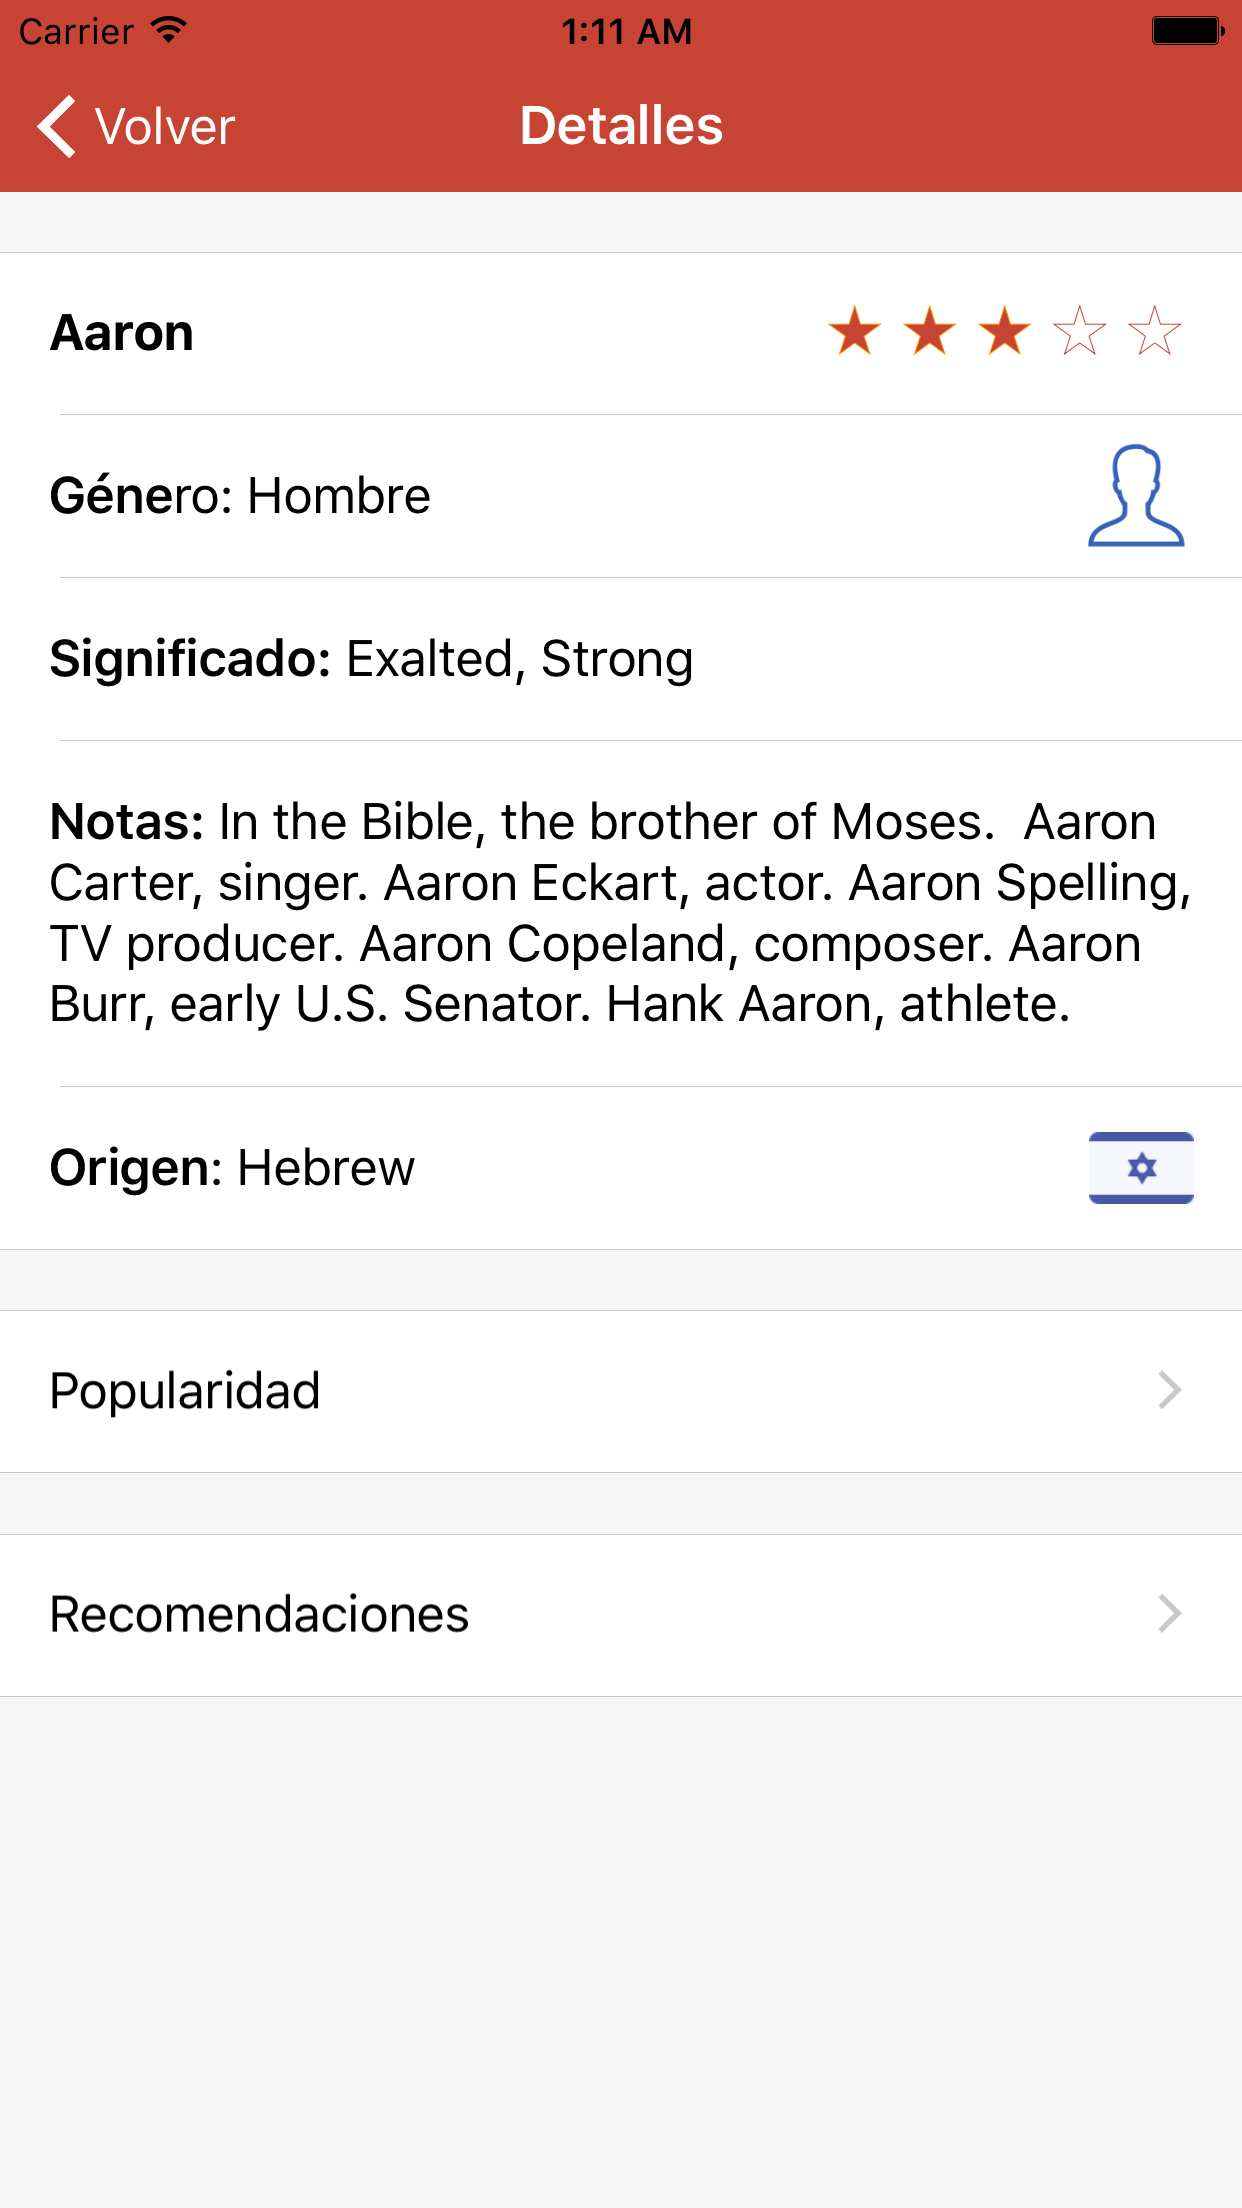 Carrier 1:11 AM
Volver Detalles
Aaron
Género: Hombre
Significado: Exalted, Strong
Notas: In the Bible, the brother of Moses.  Aaron
Carter, singer. Aaron Eckart, actor. Aaron Spelling,
TV producer. Aaron Copeland, composer. Aaron
Burr, early U.S. Senator. Hank Aaron, athlete.
Origen: Hebrew
Popularidad
Recomendaciones